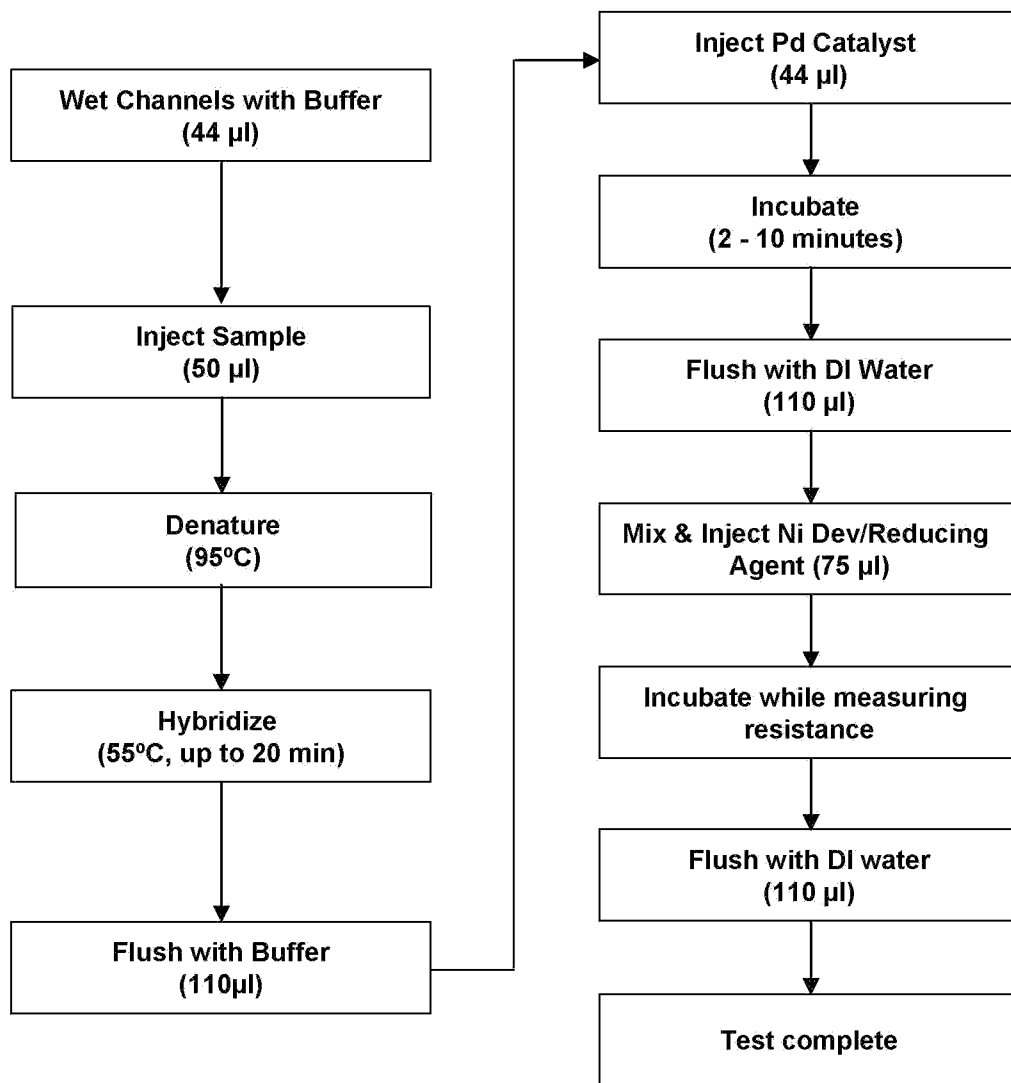 Wet Channels with Buffer
(44 µl)
Inject Sample
(50 µl)
Denature
(95ºC)
Hybridize
(55ºC, up to 20 min)
Flush with Buffer
(110µl)
Inject Pd Catalyst
(44 µl)
Incubate
(2 - 10 minutes)
Flush with DI Water
(110 µl)
Mix & Inject Ni Dev/Reducing
Agent (75 µl)
Incubate while measuring
resistance
Flush with DI water
(110 µl)
Test complete